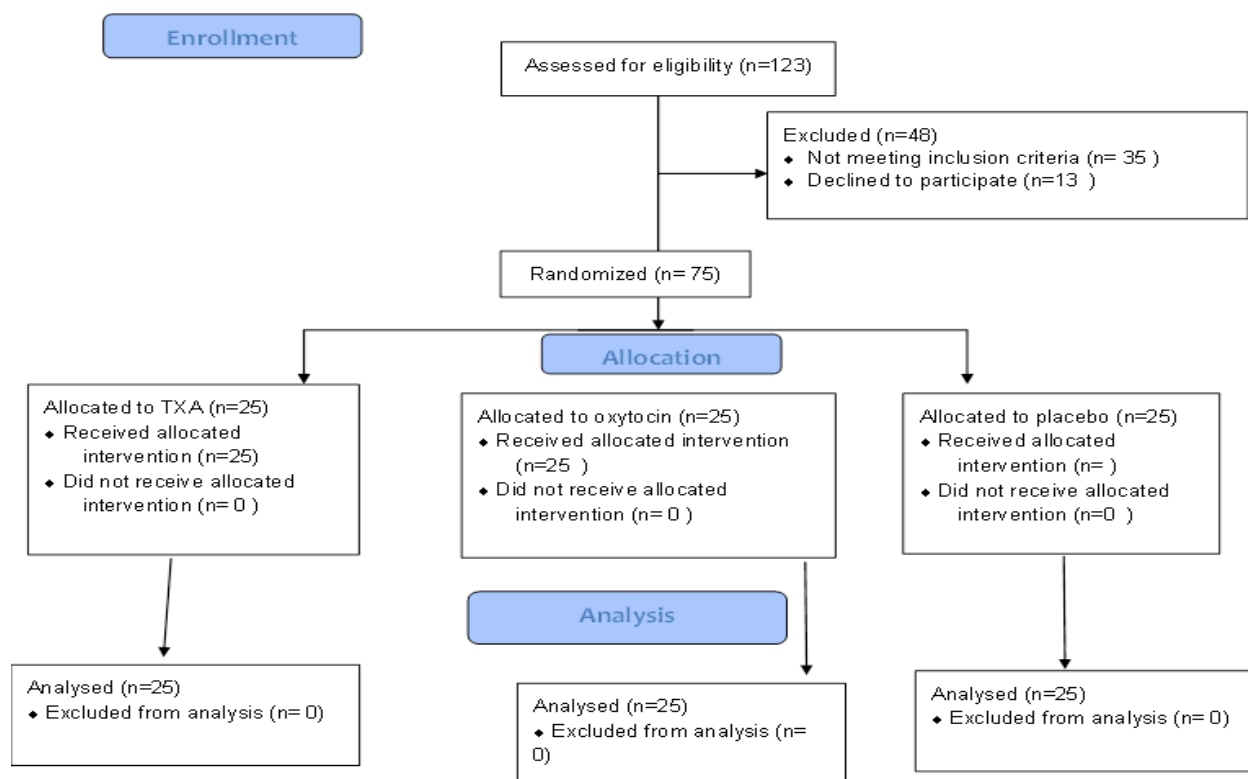 Enrollment
Assessed for eligibility (n=123)
Excluded (n=48)
◆ Not meeting inclusion criteria (n= 35 )
◆ Declined to participate (n=13 )
Randomized (n= 75)
Allocation
Allocated to TXA (n=25)
◆ Received allocated
intervention (n=25)
◆ Did not receive allocated
intervention (n= 0 )
Allocated to oxytocin (n=25)
◆ Received allocated intervention
(n=25 )
◆ Did not receive allocated
intervention (n= 0 )
Allocated to placebo (n=25)
◆ Received allocated
intervention (n= )
◆ Did not receive allocated
intervention (n=0 )
Analysis
Analysed (n=25)
◆ Excluded from analysis (n= 0)
Analysed (n=25)
◆ Excluded from analysis (n=
0)
Analysed (n=25)
◆ Excluded from analysis (n= 0)